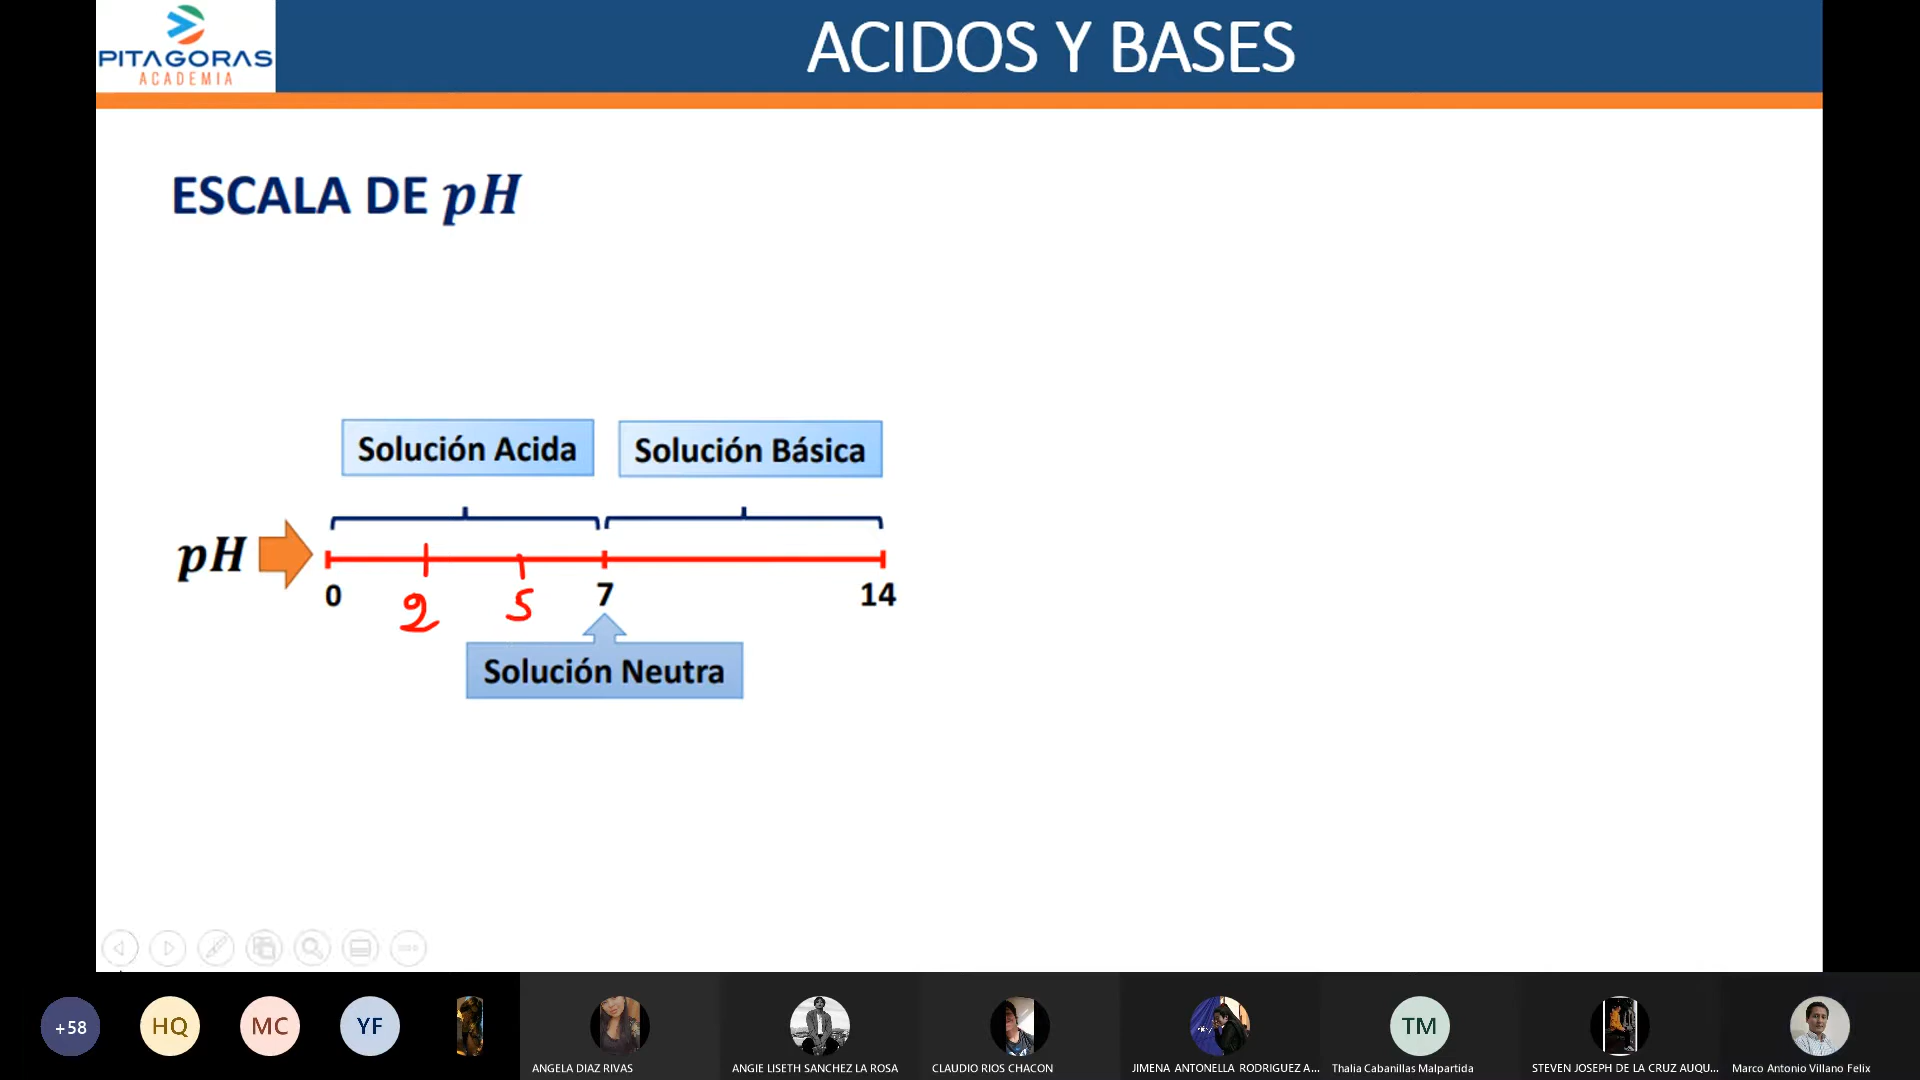 PITAGORAS
ACADEMIA
ACIDOS Y BASES
ESCALA DE pH
Solución Acida
Solución Básica
pH
0
2
5
7
14
Solución Neutra
+58
HQ
MC
YF
TM
ANGELA DIAZ RIVAS
ANGIE LISETH SANCHEZ LA ROSA
CLAUDIO RIOS CHACON
JIMENA ANTONELLA RODRIGUEZ A...
Thalia Cabanillas Malpartida
STEVEN JOSEPH DE LA CRUZ AUQU...
Marco Antonio Villano Felix